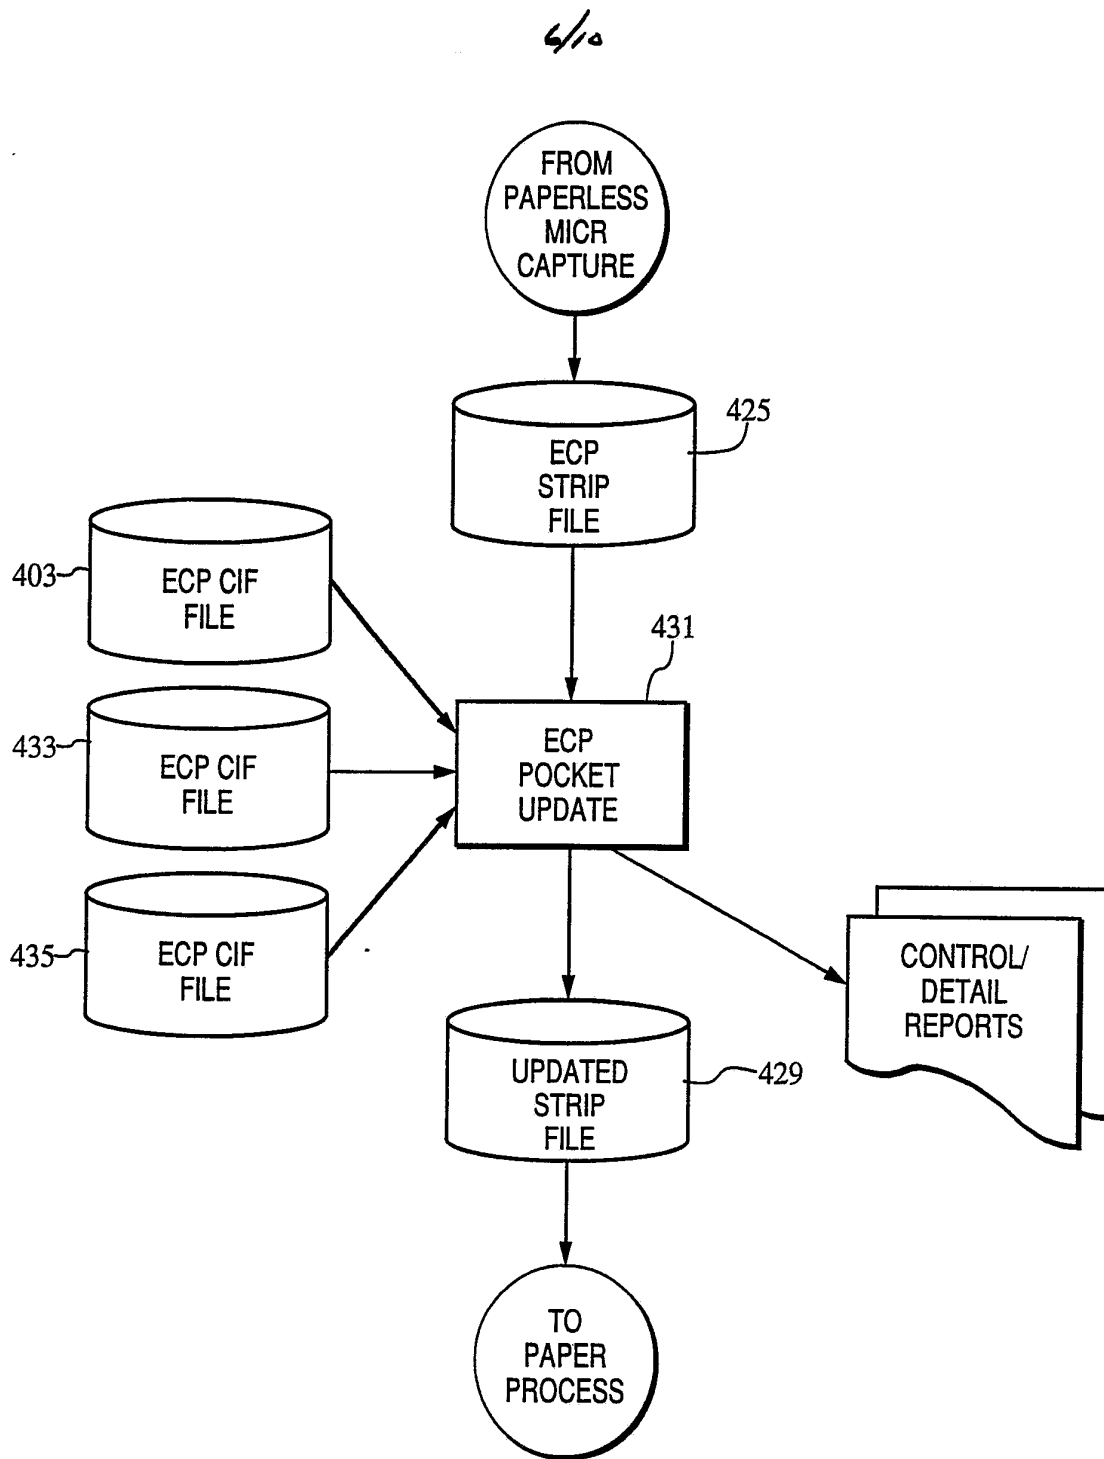 6/10
FROM
PAPERLESS
MICR
CAPTURE
425
ECP
STRIP
FILE
403
ECP CIF
FILE
431
433
ECP CIF
FILE
ECP
POCKET
UPDATE
435
ECP CIF
FILE
CONTROL/
DETAIL
REPORTS
UPDATED
STRIP
FILE
429
TO
PAPER
PROCESS